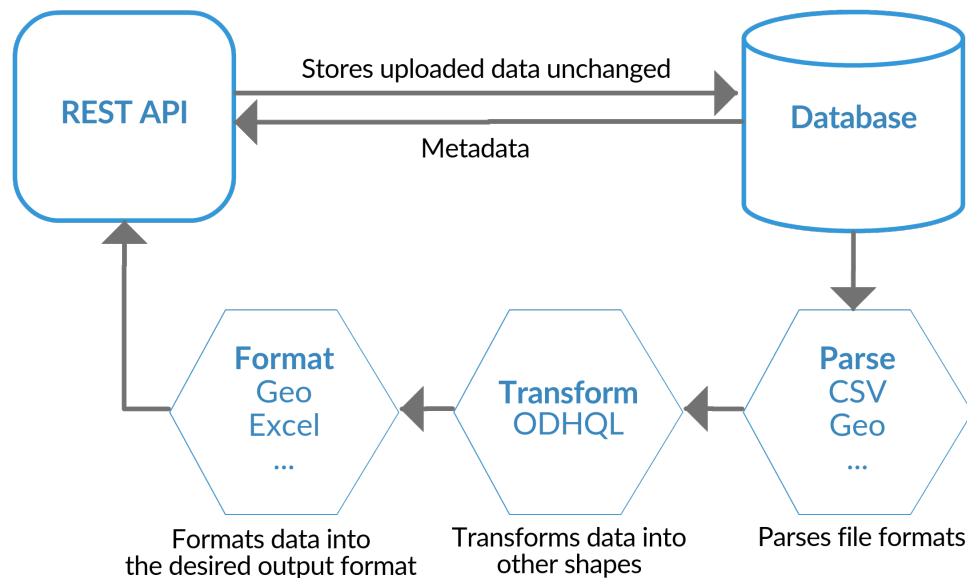 REST API
Stores uploaded data unchanged
Metadata
Database
Format
Geo
Excel
...
Transform
ODHQL
Parse
CSV
Geo
...
Formats data into
the desired output format
Transforms data into
other shapes
Parses file formats